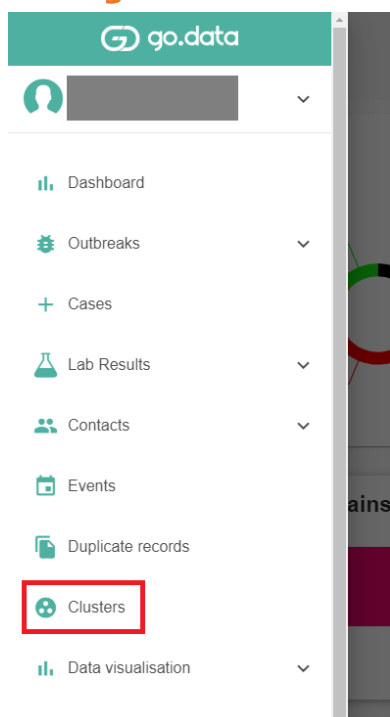 go.data
Dashboard
Outbreaks
Cases
Lab Results
Contacts
Events
ains
Duplicate records
Clusters
Data visualisation